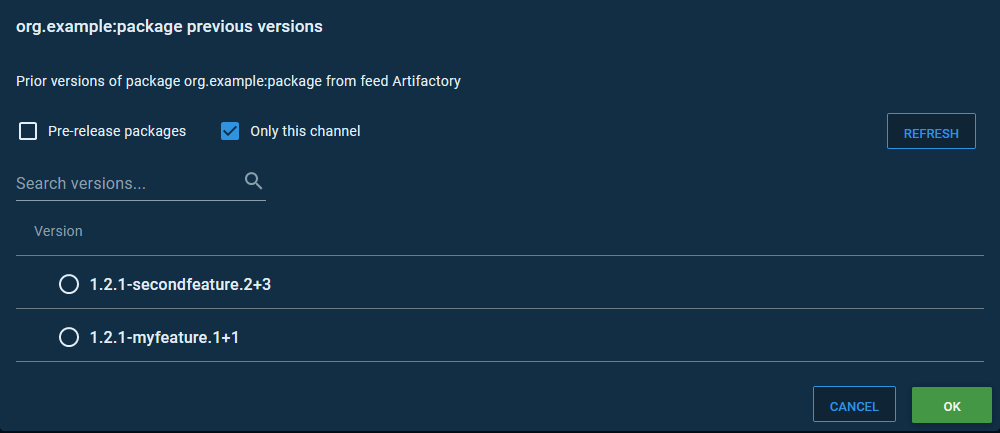 org.example:package previous versions
Prior versions of package org.example:package from feed Artifactory
Pre-release packages Only this channel REFRESH
Search versions...
Version
1.2.1-secondfeature.2+3
1.2.1-myfeature.1+1
CANCEL OK